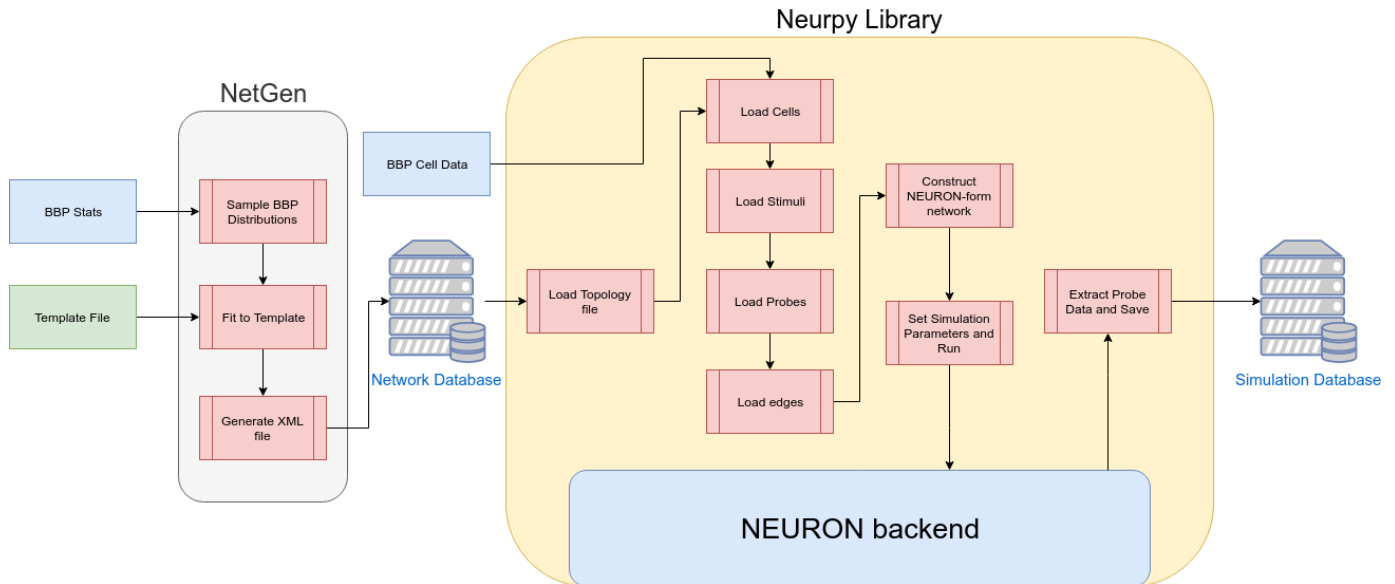 Neurpy Library
NetGen
BBP Stats
Template File
Sample BBP
Distributions
Fit to Template
Generate XML
file
BBP Cell Data
Network Database
Load Topology
file
Load Cells
Load Stimuli
Load Probes
Load edges
Construct
NEURON-form
network
Set Simulation
Parameters and
Run
NEURON backend
Extract Probe
Data and Save
Simulation Database